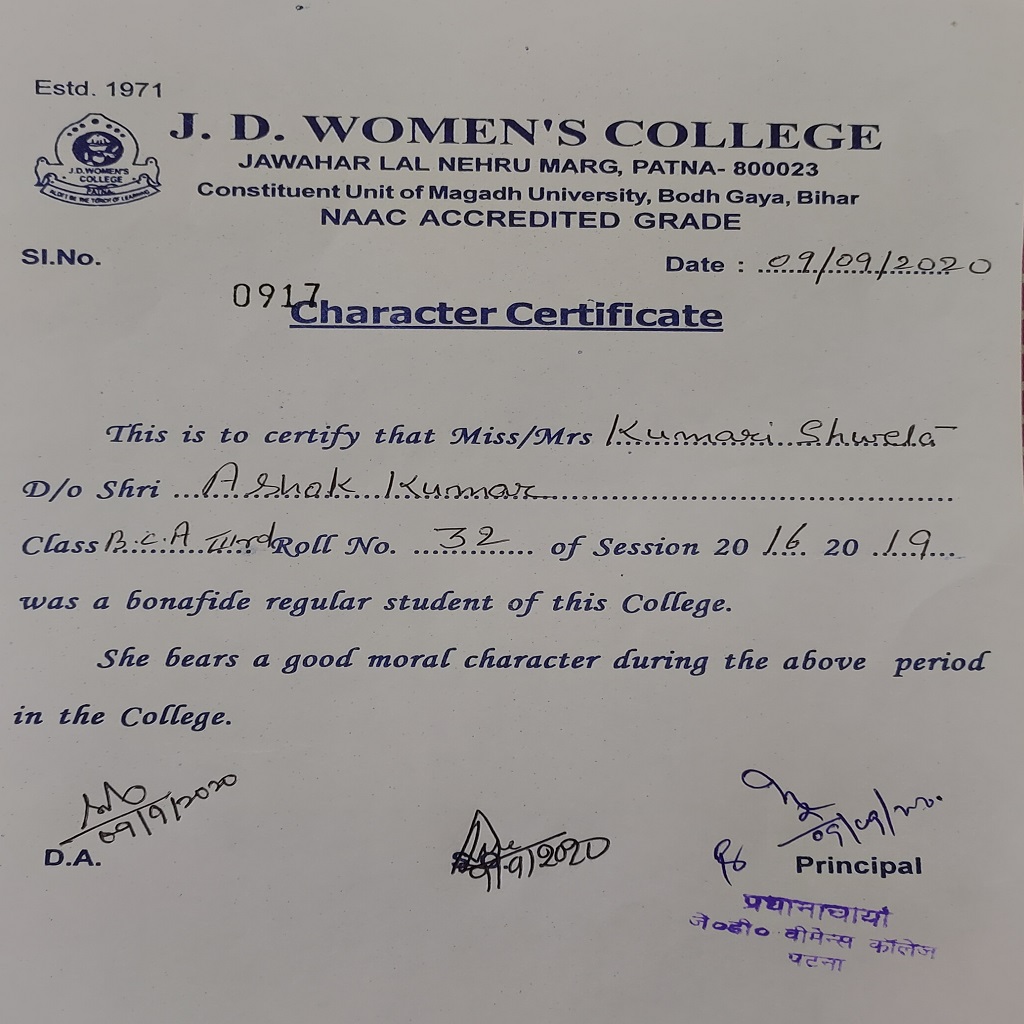 Estd. 1971
J. D. WOMEN'S COLLEGE
JAWAHAR LAL NEHRU MARG, PATNA- 800023
Constituent Unit of Magadh University, Bodh Gaya, Bihar
NAAC ACCREDITED GRADE
J.D.WOMEN'S
COLLEGE
PATNA
SI.No.
Date : 09/09/2020
0917
Character Certificate
This is to certify that Miss/Mrs Kumari Shweta
D/o Shri Ashok Kumar
Class B.C.A IIIrd Roll No. 32 of Session 20 16 20 19
was a bonafide regular student of this College.
She bears a good moral character during the above period
in the College.
09/9/2020
D.A.
9/9/2020
09/09/20.
Principal
प्रधानाचार्या
जे०डी० वीमेन्स कॉलेज
पटना